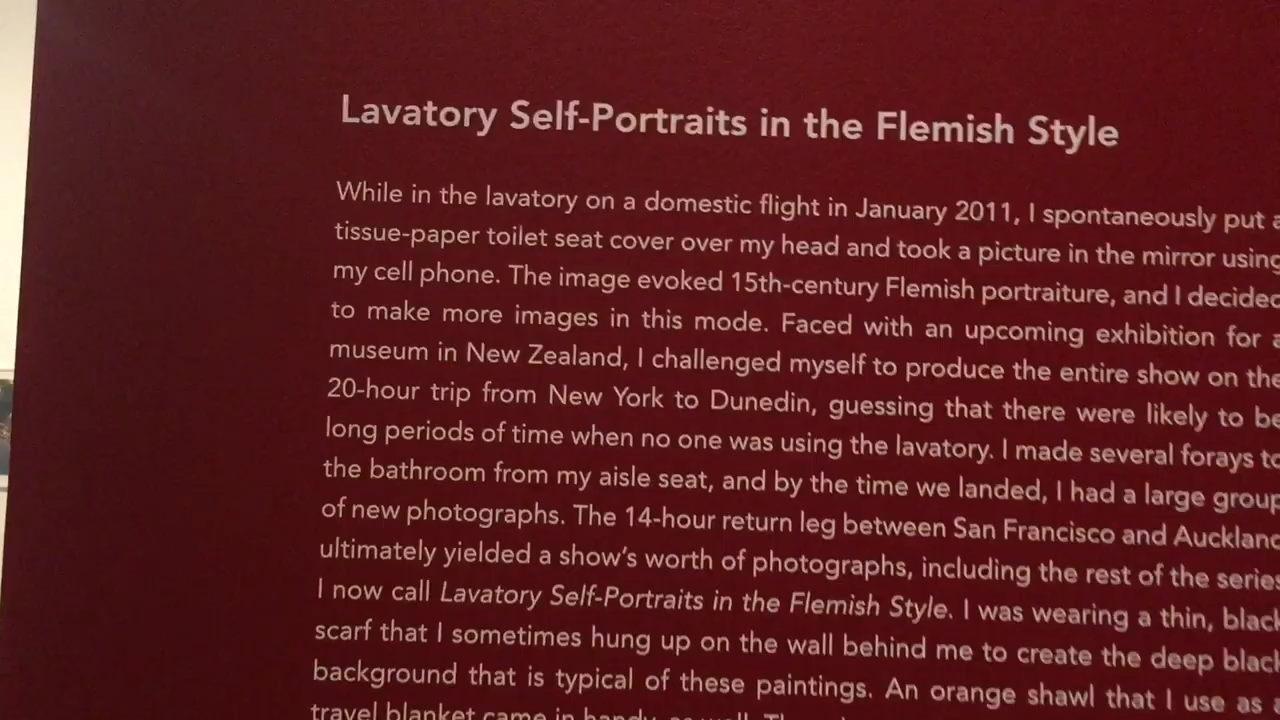 Lavatory Self-Portraits in the Flemish Style
While in the lavatory on a domestic flight in January 2011, I spontaneously put a
tissue-paper toilet seat cover over my head and took a picture in the mirror using
my cell phone. The image evoked 15th-century Flemish portraiture, and I decided
to make more images in this mode. Faced with an upcoming exhibition for a
museum in New Zealand, I challenged myself to produce the entire show on the
20-hour trip from New York to Dunedin, guessing that there were likely to be
long periods of time when no one was using the lavatory. I made several forays to
the bathroom from my aisle seat, and by the time we landed, I had a large group
of new photographs. The 14-hour return leg between San Francisco and Auckland
ultimately yielded a show's worth of photographs, including the rest of the series
I now call Lavatory Self-Portraits in the Flemish Style. I was wearing a thin, black
scarf that I sometimes hung up on the wall behind me to create the deep black
background that is typical of these paintings. An orange shawl that I use as a
travel blanket came in handy, as well.